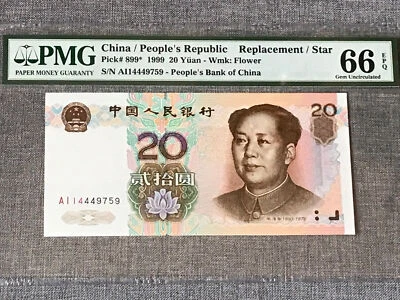 PMG
PAPER MONEY GUARANTY
China / People's Republic Replacement / Star
Pick# 899* 1999 20 Yüan - Wmk: Flower
S/N AI14449759 - People's Bank of China
66 EPQ
Gem Uncirculated
中国人民银行
20
20
贰拾圆
AI14449759